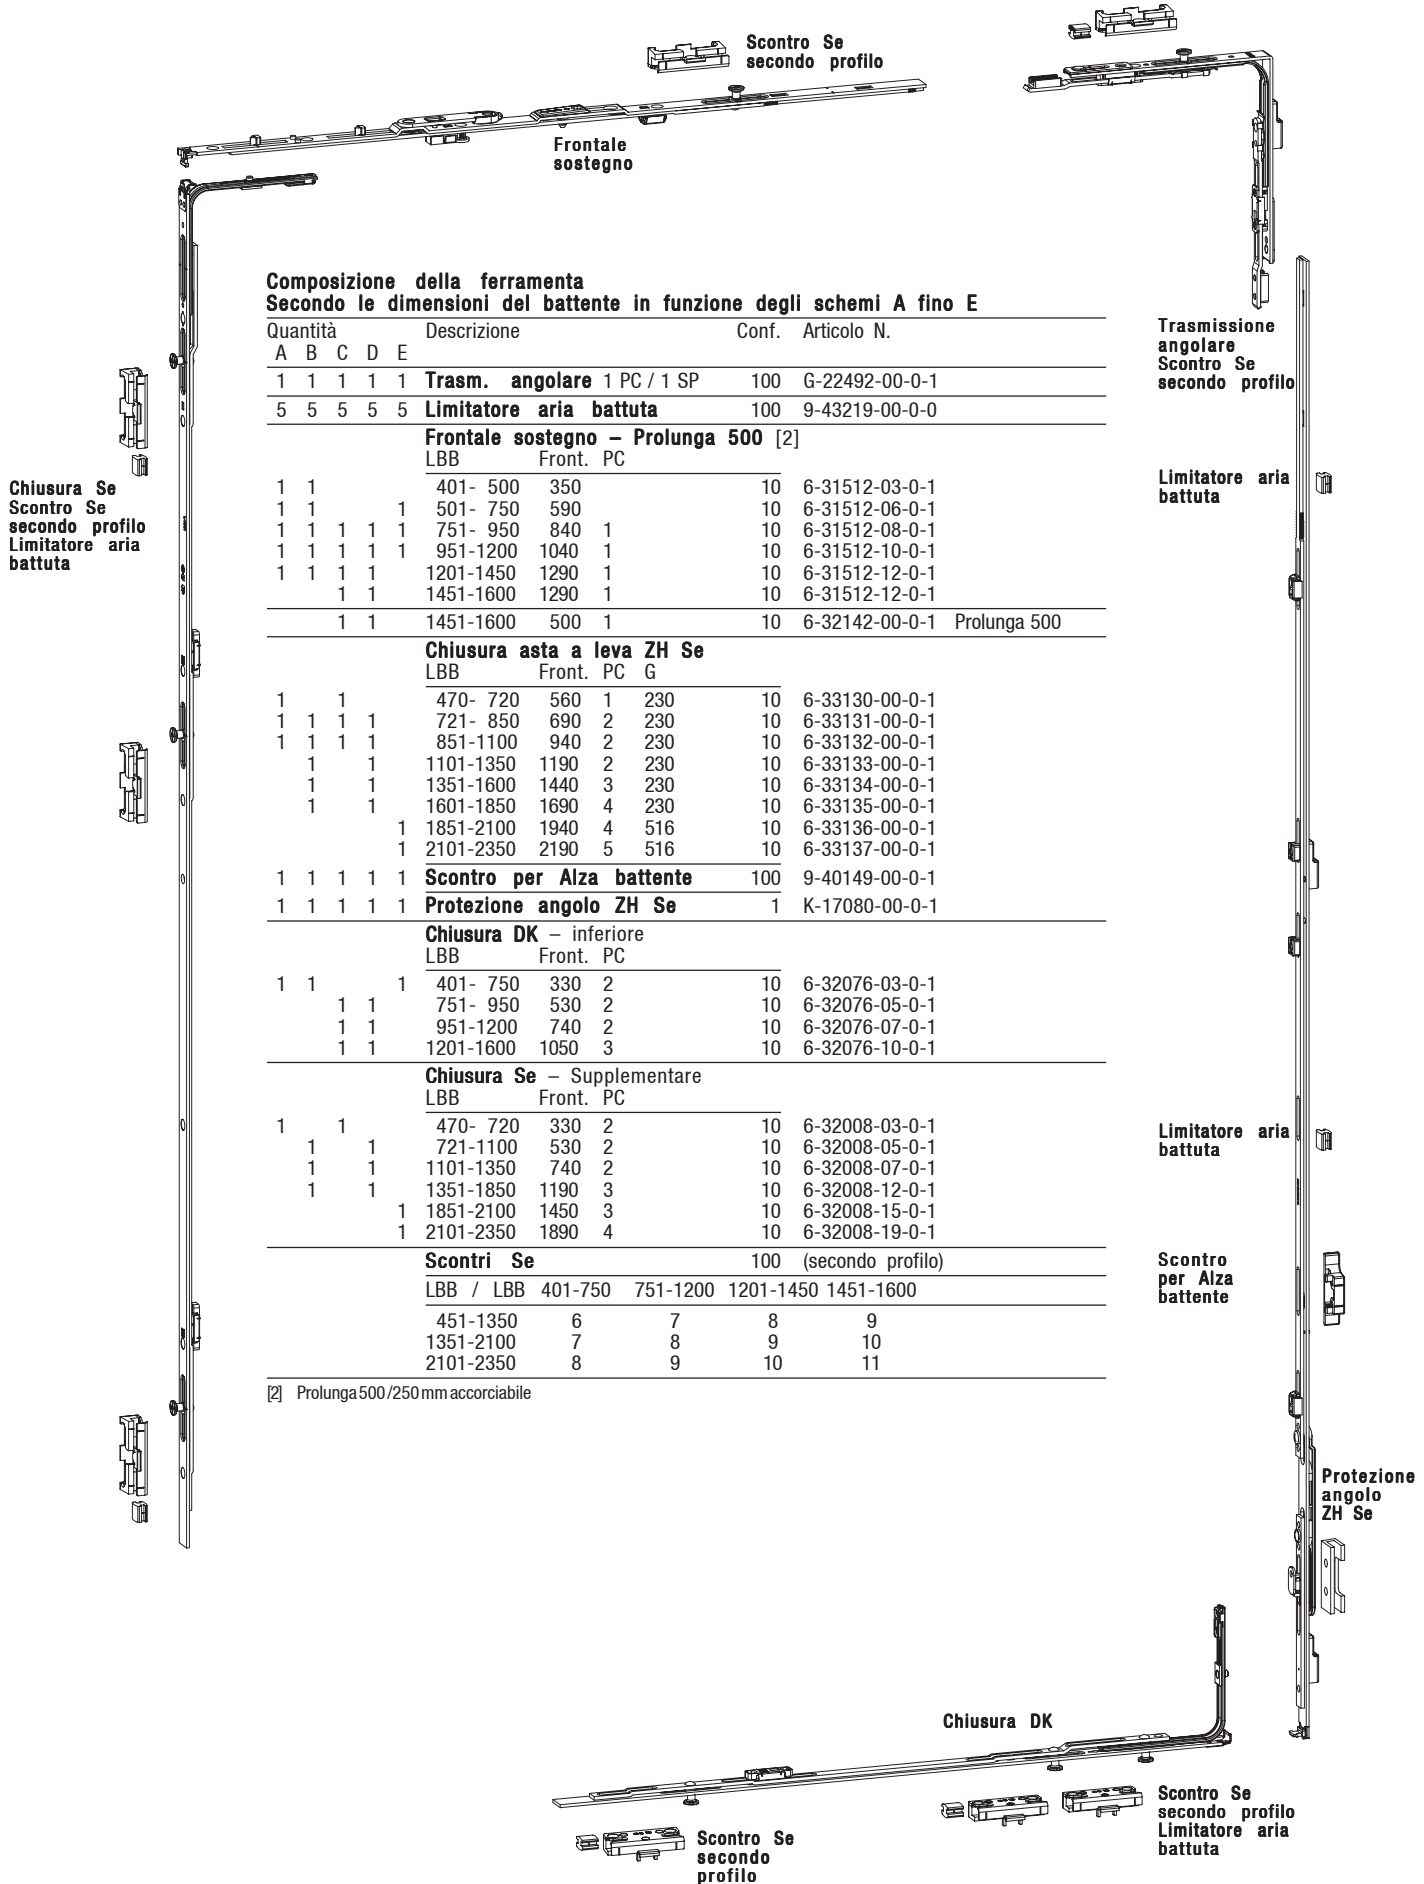 Scontro Se
secondo profilo
Frontale
sostegno
Composizione della ferramenta
Secondo le dimensioni del battente in funzione degli schemi A fino E
Quantità Descrizione Conf. Articolo N.
A B C D E
1 1 1 1 1 Trasm. angolare 1 PC / 1 SP 100 G-22492-00-0-1
5 5 5 5 5 Limitatore aria battuta 100 9-43219-00-0-0
Frontale sostegno – Prolunga 500 [2]
LBB Front. PC
1 1 401- 500 350 10 6-31512-03-0-1
1 1 1 501- 750 590 10 6-31512-06-0-1
1 1 1 1 1 751- 950 840 1 10 6-31512-08-0-1
1 1 1 1 1 951-1200 1040 1 10 6-31512-10-0-1
1 1 1 1 1201-1450 1290 1 10 6-31512-12-0-1
1 1 1451-1600 1290 1 10 6-31512-12-0-1
1 1 1451-1600 500 1 10 6-32142-00-0-1 Prolunga 500
Chiusura asta a leva ZH Se
LBB Front. PC G
1 1 470- 720 560 1 230 10 6-33130-00-0-1
1 1 1 1 721- 850 690 2 230 10 6-33131-00-0-1
1 1 1 1 851-1100 940 2 230 10 6-33132-00-0-1
1 1 1101-1350 1190 2 230 10 6-33133-00-0-1
1 1 1351-1600 1440 3 230 10 6-33134-00-0-1
1 1 1601-1850 1690 4 230 10 6-33135-00-0-1
1 1851-2100 1940 4 516 10 6-33136-00-0-1
1 2101-2350 2190 5 516 10 6-33137-00-0-1
1 1 1 1 1 Scontro per Alza battente 100 9-40149-00-0-1
1 1 1 1 1 Protezione angolo ZH Se 1 K-17080-00-0-1
Chiusura DK – inferiore
LBB Front. PC
1 1 1 401- 750 330 2 10 6-32076-03-0-1
1 1 751- 950 530 2 10 6-32076-05-0-1
1 1 951-1200 740 2 10 6-32076-07-0-1
1 1 1201-1600 1050 3 10 6-32076-10-0-1
Chiusura Se – Supplementare
LBB Front. PC
1 1 470- 720 330 2 10 6-32008-03-0-1
1 1 721-1100 530 2 10 6-32008-05-0-1
1 1 1101-1350 740 2 10 6-32008-07-0-1
1 1 1351-1850 1190 3 10 6-32008-12-0-1
1 1851-2100 1450 3 10 6-32008-15-0-1
1 2101-2350 1890 4 10 6-32008-19-0-1
Scontri Se 100 (secondo profilo)
LBB / LBB 401-750 751-1200 1201-1450 1451-1600
451-1350 6 7 8 9
1351-2100 7 8 9 10
2101-2350 8 9 10 11
[2] Prolunga 500 /250 mm accorciabile
Chiusura Se
Scontro Se
secondo profilo
Limitatore aria
battuta
Trasmissione
angolare
Scontro Se
secondo profilo
Limitatore aria
battuta
Limitatore aria
battuta
Scontro
per Alza
battente
Protezione
angolo
ZH Se
Chiusura DK
Scontro Se
secondo profilo
Limitatore aria
battuta
Scontro Se
secondo
profilo